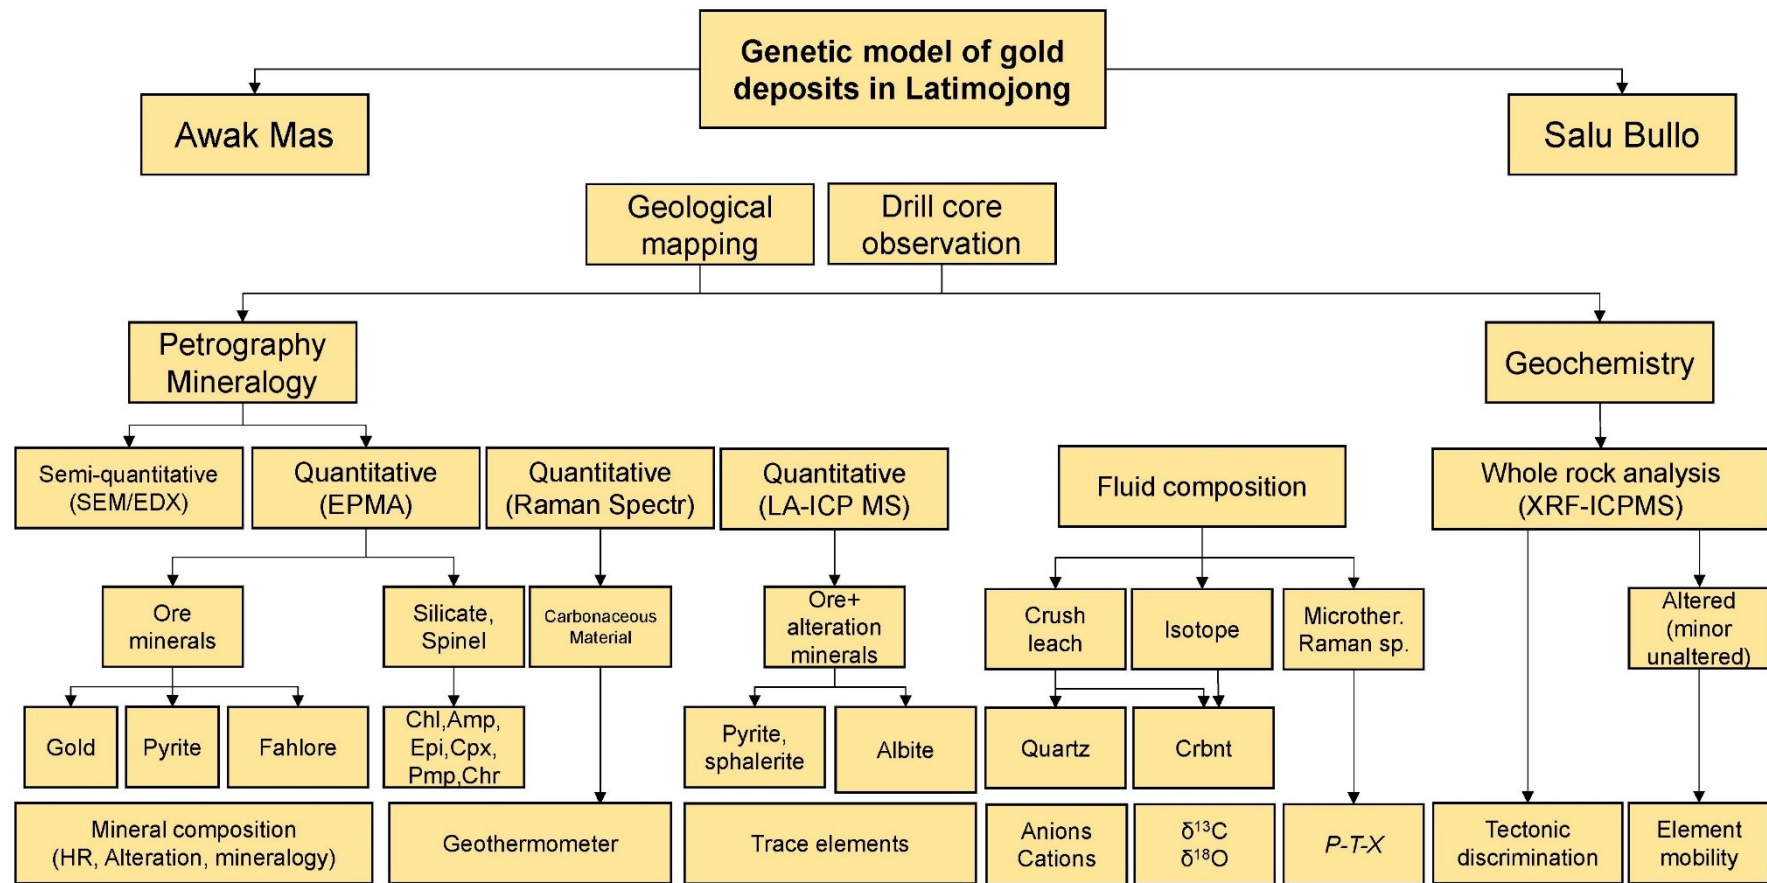 Genetic model of gold
deposits in Latimojong
Awak Mas
Salu Bullo
Geological
mapping
Drill core
observation
Petrography
Mineralogy
Geochemistry
Semi-quantitative
(SEM/EDX)
Quantitative
(EPMA)
Quantitative
(Raman Spectr)
Quantitative
(LA-ICP MS)
Fluid composition
Whole rock analysis
(XRF-ICPMS)
Ore
minerals
Silicate,
Spinel
Carbonaceous
Material
Ore+
alteration
minerals
Crush
leach
Isotope
Microther.
Raman sp.
Altered
(minor
unaltered)
Gold
Pyrite
Fahlore
Chl,Amp,
Epi,Cpx,
Pmp,Chr
Pyrite,
sphalerite
Albite
Quartz
Crbnt
Mineral composition
(HR, Alteration, mineralogy)
Geothermometer
Trace elements
Anions
Cations
δ¹³C
δ¹⁸O
P-T-X
Tectonic
discrimination
Element
mobility